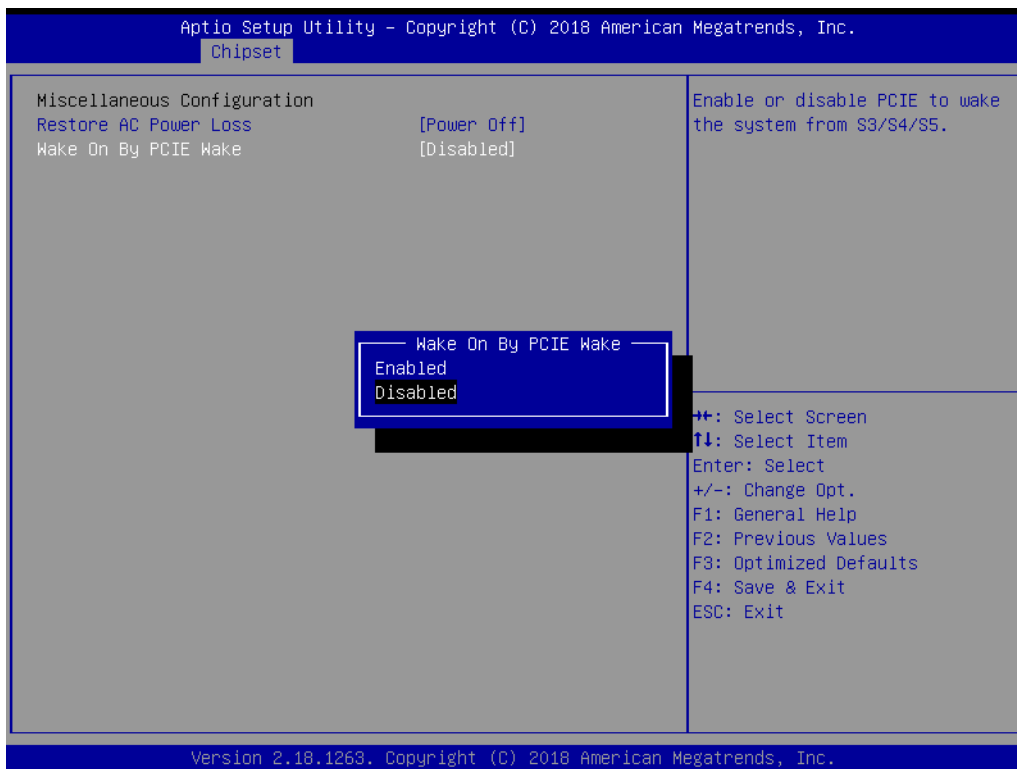 Aptio Setup Utility – Copyright (C) 2018 American Megatrends, Inc.
Chipset
Miscellaneous Configuration
Restore AC Power Loss [Power Off]
Wake On By PCIE Wake [Disabled]
Enable or disable PCIE to wake
the system from S3/S4/S5.
Wake On By PCIE Wake
Enabled
Disabled
→←: Select Screen
↑↓: Select Item
Enter: Select
+/-: Change Opt.
F1: General Help
F2: Previous Values
F3: Optimized Defaults
F4: Save & Exit
ESC: Exit
Version 2.18.1263. Copyright (C) 2018 American Megatrends, Inc.